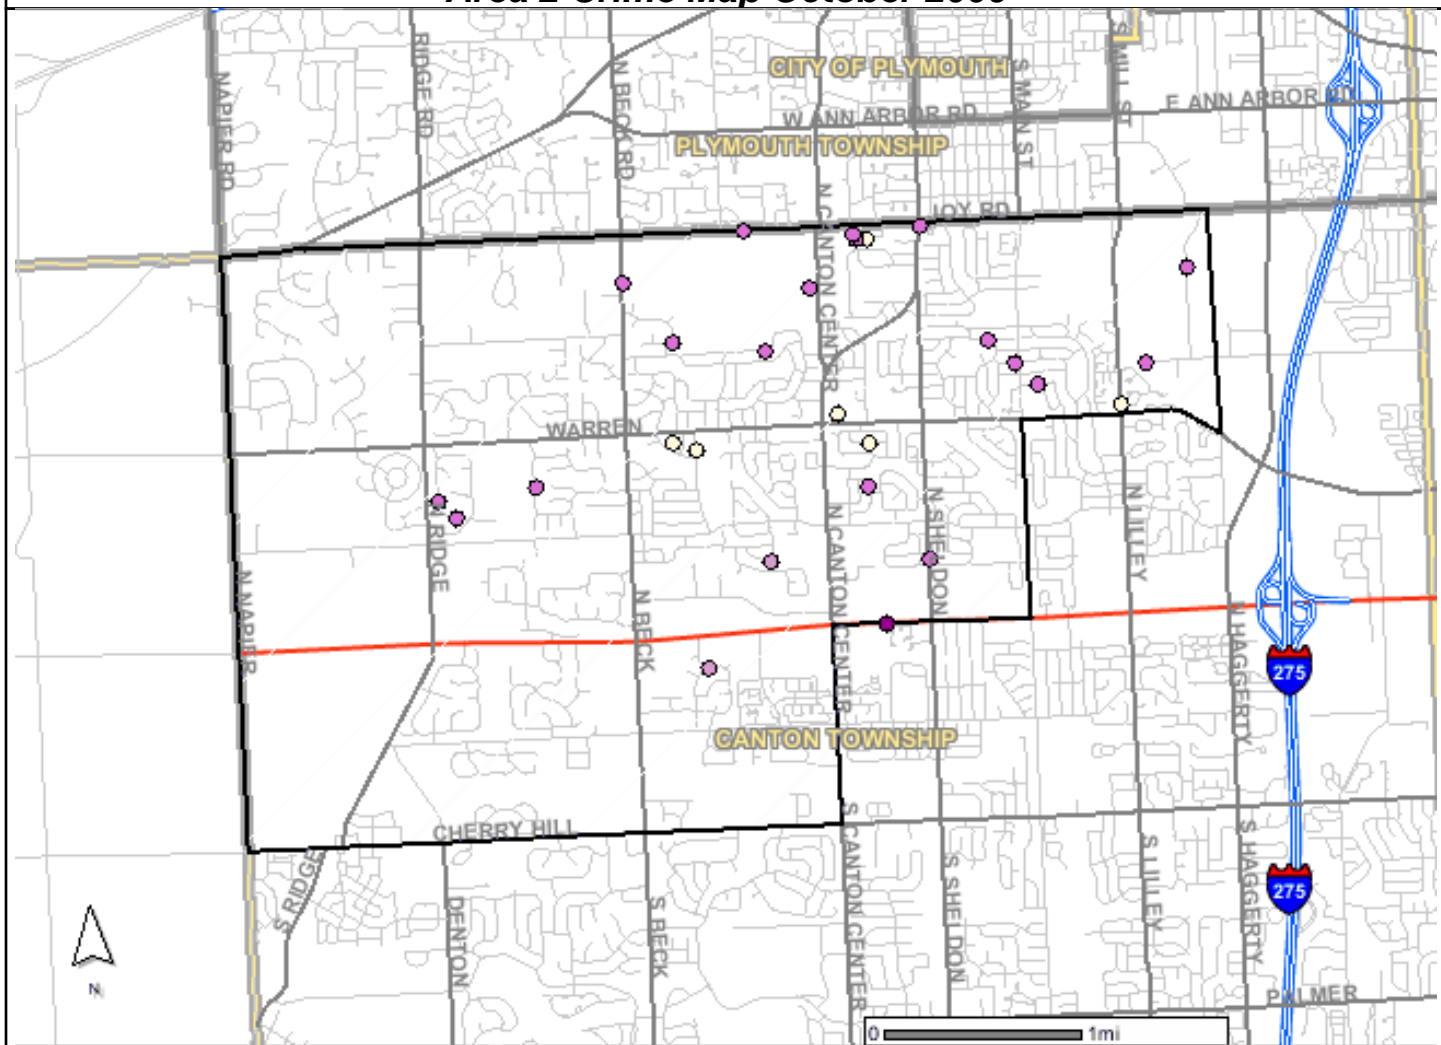 NAPIER RD
RIDGE RD
N BECK RD
CITY OF PLYMOUTH
S MAIN ST
S MILL ST
E ANN ARBOR RD
W ANN ARBOR RD
PLYMOUTH TOWNSHIP
N CANTON CENTER
JOY RD
WARREN
N RIDGE
N CANTON CENTER
N SHELDON
N LILLEY
N NAPIER
N BECK
N HAGGERTY
275
CANTON TOWNSHIP
CHERRY HILL
S RIDGE
DENTON
S BECK
S CANTON CENTER
S SHELDON
S LILLEY
S HAGGERTY
275
PALMER
N
0 1mi